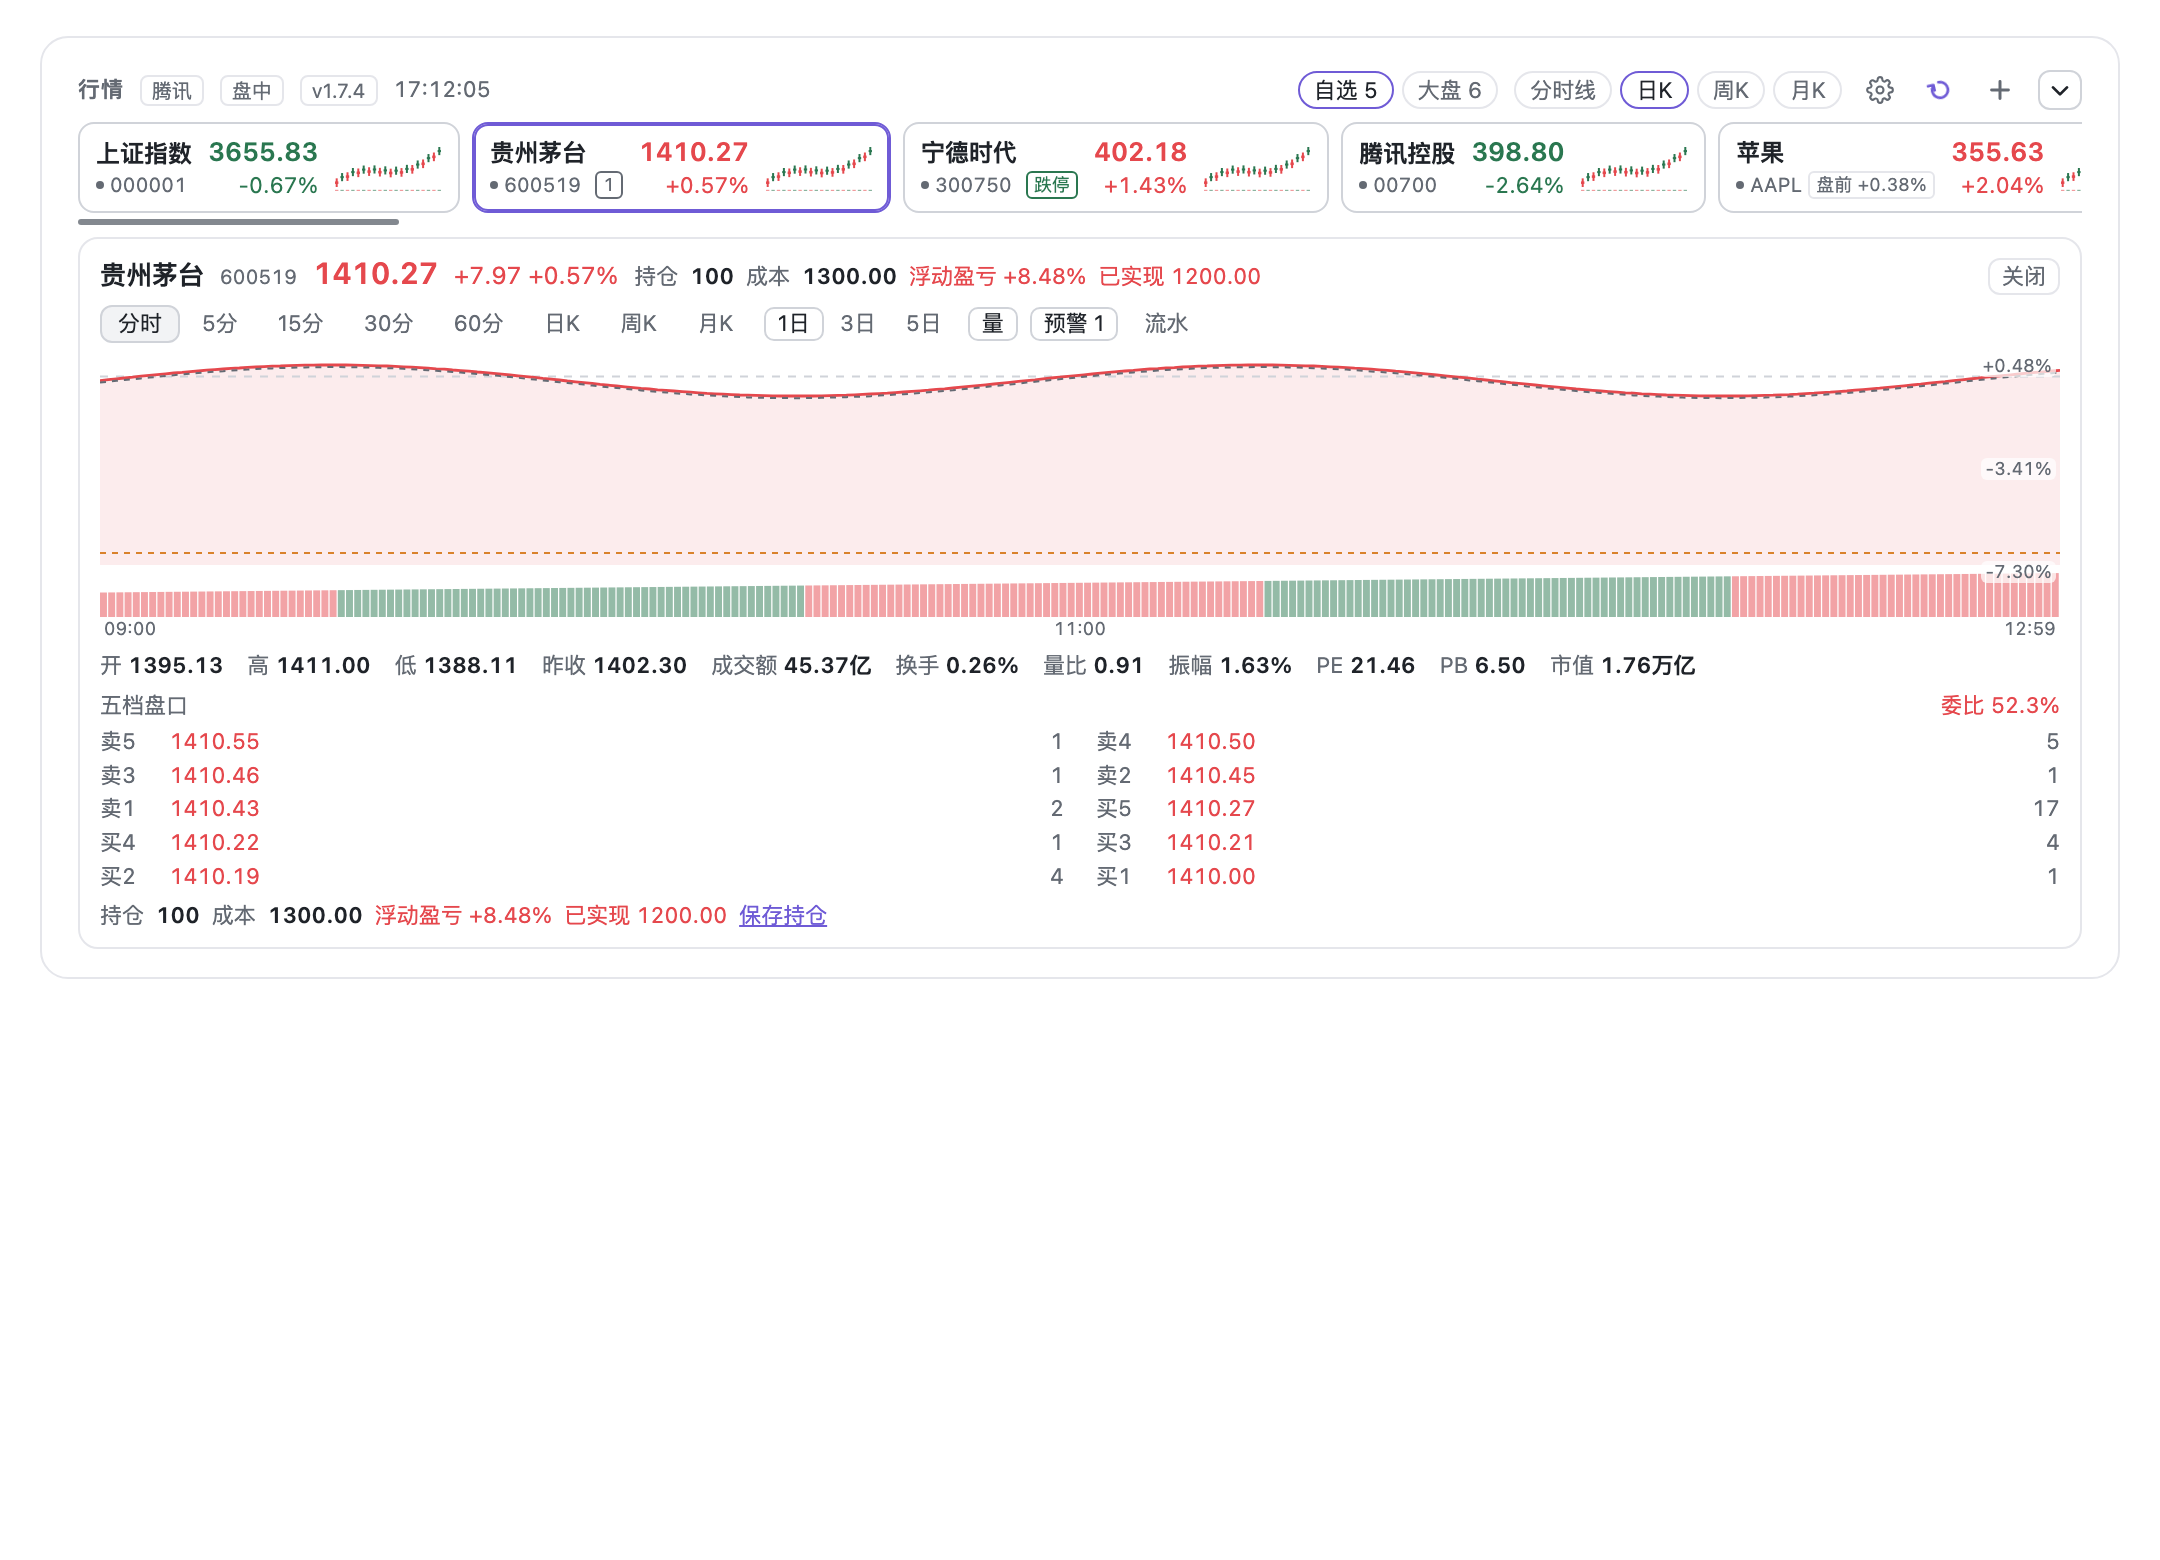 行情 腾讯 盘中 v1.7.4 17:12:05 自选 5 大盘 6 分时线 日K 周K 月K
上证指数 3655.83 贵州茅台 1410.27 宁德时代 402.18 腾讯控股 398.80 苹果 355.63
000001 -0.67% 600519 1 +0.57% 300750 跌停 +1.43% 00700 -2.64% AAPL 盘前 +0.38% +2.04%
贵州茅台 600519 1410.27 +7.97 +0.57% 持仓 100 成本 1300.00 浮动盈亏 +8.48% 已实现 1200.00 关闭
分时 5分 15分 30分 60分 日K 周K 月K 1日 3日 5日 量 预警 1 流水
+0.48%
-3.41%
-7.30%
09:00 11:00 12:59
开 1395.13 高 1411.00 低 1388.11 昨收 1402.30 成交额 45.37亿 换手 0.26% 量比 0.91 振幅 1.63% PE 21.46 PB 6.50 市值 1.76万亿
五档盘口 委比 52.3%
卖5 1410.55 1 卖4 1410.50 5
卖3 1410.46 1 卖2 1410.45 1
卖1 1410.43 2 买5 1410.27 17
买4 1410.22 1 买3 1410.21 4
买2 1410.19 4 买1 1410.00 1
持仓 100 成本 1300.00 浮动盈亏 +8.48% 已实现 1200.00 保存持仓